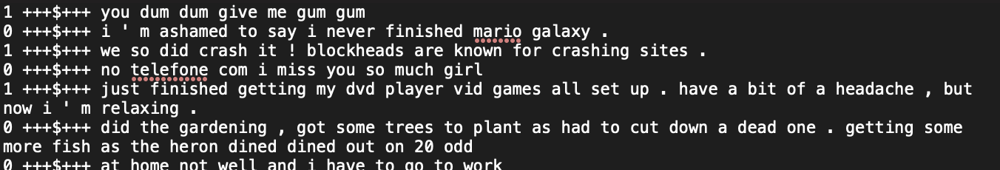 1 +++$+++ you dum dum give me gum gum
0 +++$+++ i ' m ashamed to say i never finished mario galaxy .
1 +++$+++ we so did crash it ! blockheads are known for crashing sites .
0 +++$+++ no telefone com i miss you so much girl
1 +++$+++ just finished getting my dvd player vid games all set up . have a bit of a headache , but
now i ' m relaxing .
0 +++$+++ did the gardening , got some trees to plant as had to cut down a dead one . getting some
more fish as the heron dined dined out on 20 odd
0 +++$+++ at home not well and i have to go to work